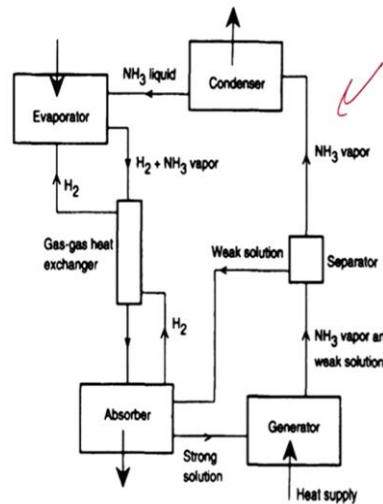 NH3 liquid
Condenser
Evaporator
H2 + NH3 vapor
H2
NH3 vapor
Gas-gas heat
exchanger
Weak solution
Separator
H2
NH3 vapor an
weak solution
Absorber
Generator
Strong
solution
Heat supply